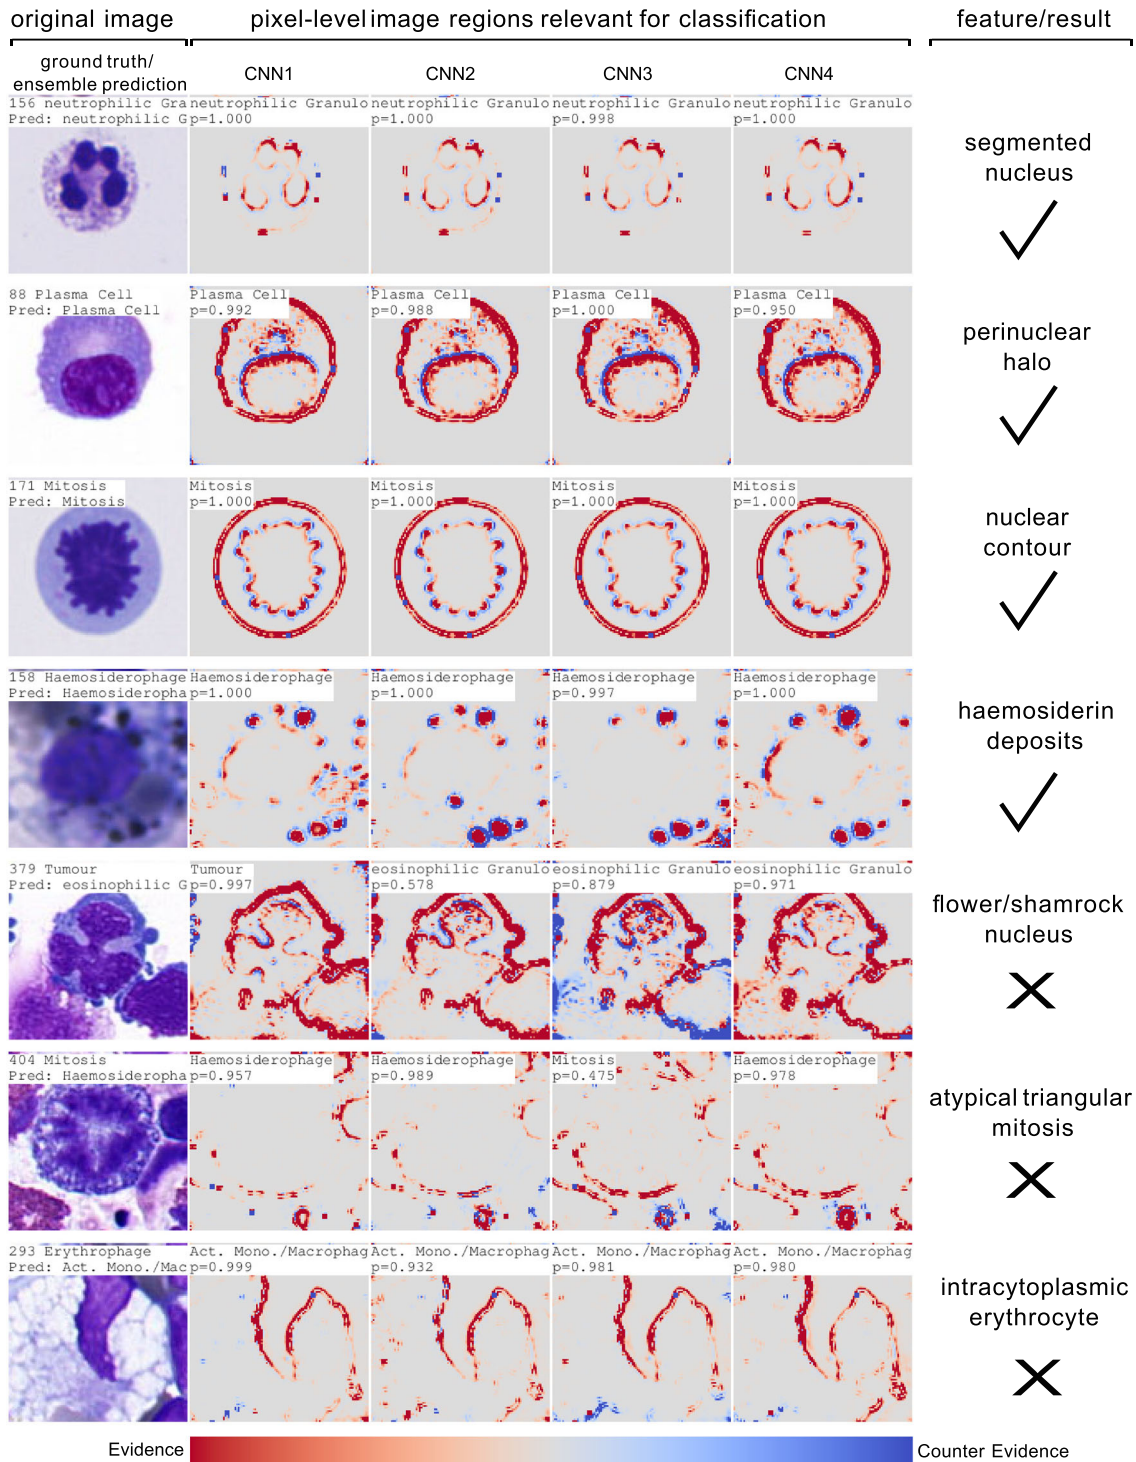 original image
pixel-level image regions relevant for classification
feature/result
ground truth/
ensemble prediction
CNN1
CNN2
CNN3
CNN4
156 neutrophilic Gra
Pred: neutrophilic G
neutrophilic Granulo
p=1.000
neutrophilic Granulo
p=1.000
neutrophilic Granulo
p=0.998
neutrophilic Granulo
p=1.000
segmented
nucleus
88 Plasma Cell
Pred: Plasma Cell
Plasma Cell
p=0.992
Plasma Cell
p=0.988
Plasma Cell
p=1.000
Plasma Cell
p=0.950
perinuclear
halo
171 Mitosis
Pred: Mitosis
Mitosis
p=1.000
Mitosis
p=1.000
Mitosis
p=1.000
Mitosis
p=1.000
nuclear
contour
158 Haemosiderophage
Pred: Haemosideropha
Haemosiderophage
p=1.000
Haemosiderophage
p=1.000
Haemosiderophage
p=0.997
Haemosiderophage
p=1.000
haemosiderin
deposits
379 Tumour
Pred: eosinophilic G
Tumour
p=0.997
eosinophilic Granulo
p=0.578
eosinophilic Granulo
p=0.879
eosinophilic Granulo
p=0.971
flower/shamrock
nucleus
404 Mitosis
Pred: Haemosideropha
Haemosiderophage
p=0.957
Haemosiderophage
p=0.989
Mitosis
p=0.475
Haemosiderophage
p=0.978
atypical triangular
mitosis
293 Erythrophage
Pred: Act. Mono./Mac
Act. Mono./Macrophag
p=0.999
Act. Mono./Macrophag
p=0.932
Act. Mono./Macrophag
p=0.981
Act. Mono./Macrophag
p=0.980
intracytoplasmic
erythrocyte
Evidence
Counter Evidence